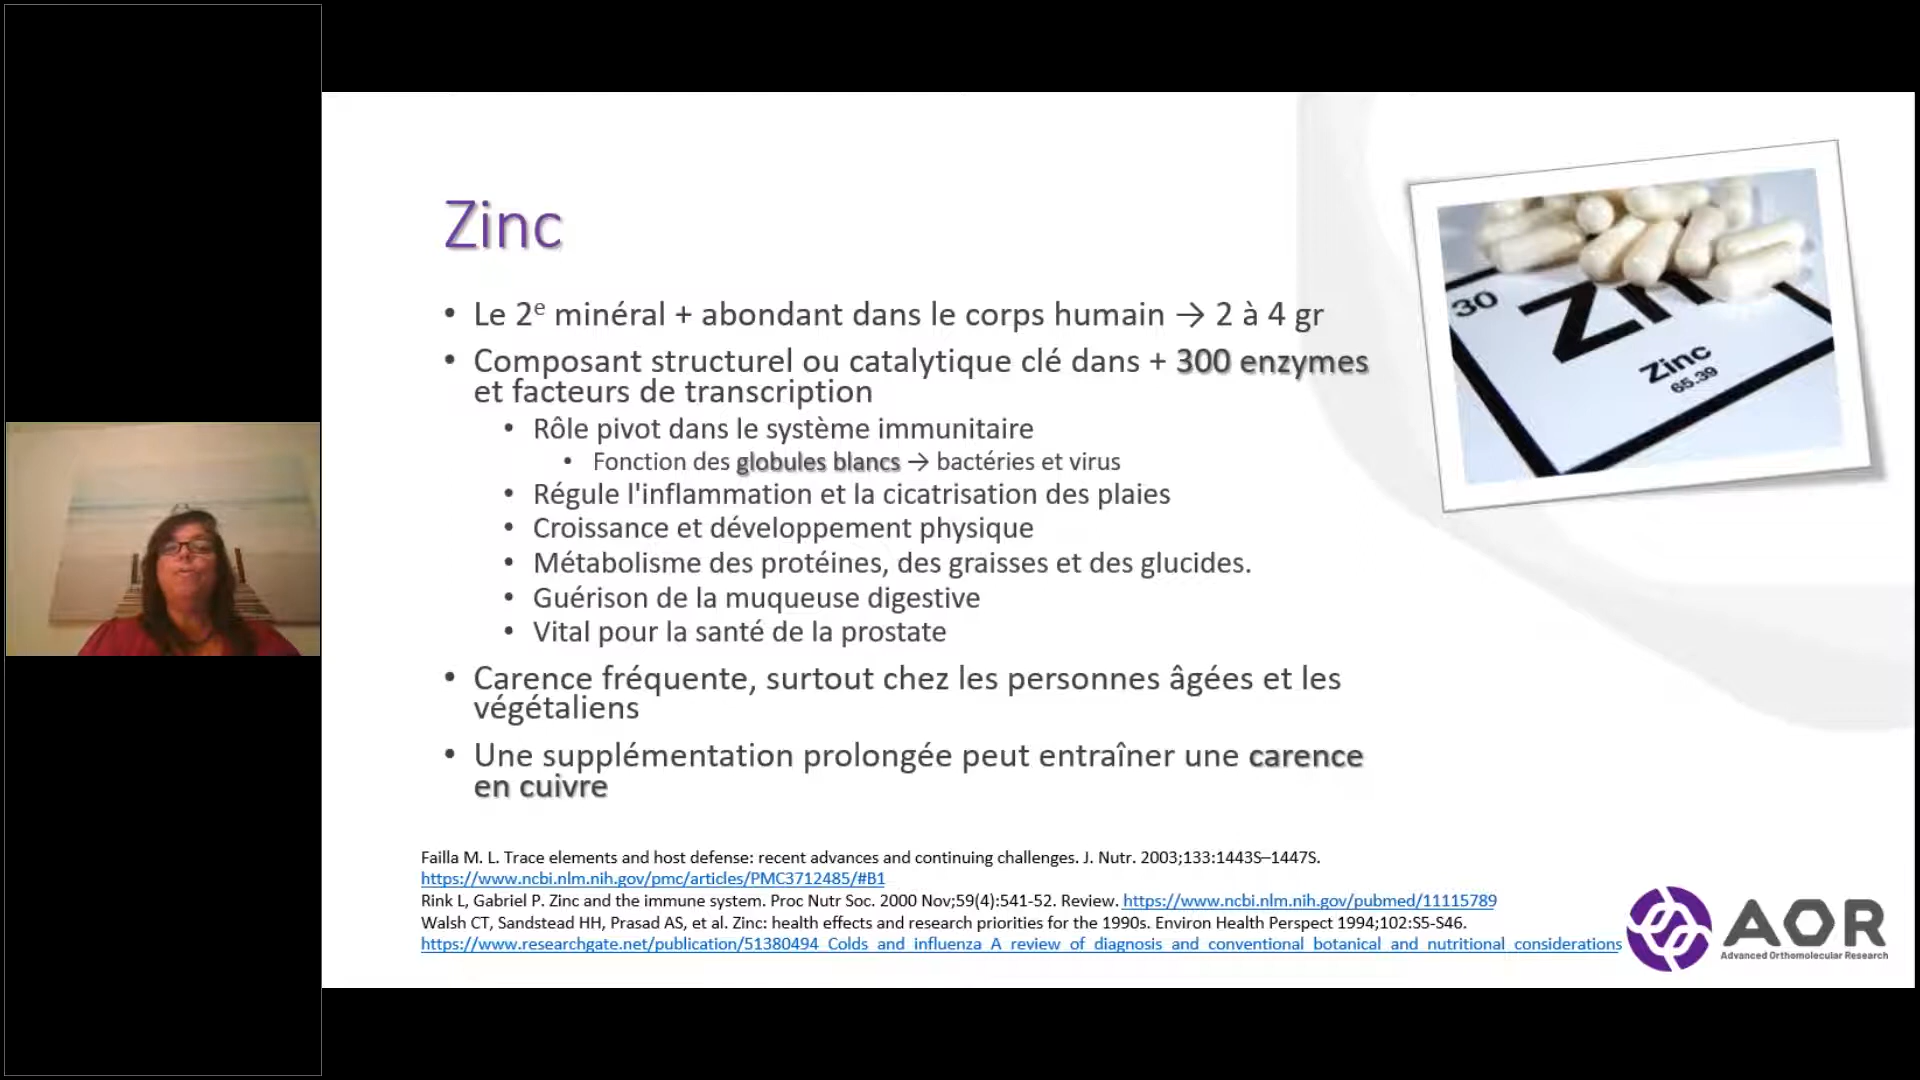 Zinc
• Le 2e minéral + abondant dans le corps humain → 2 à 4 gr
• Composant structurel ou catalytique clé dans + 300 enzymes
et facteurs de transcription
• Rôle pivot dans le système immunitaire
• Fonction des globules blancs → bactéries et virus
• Régule l'inflammation et la cicatrisation des plaies
• Croissance et développement physique
• Métabolisme des protéines, des graisses et des glucides.
• Guérison de la muqueuse digestive
• Vital pour la santé de la prostate
• Carence fréquente, surtout chez les personnes âgées et les
végétaliens
• Une supplémentation prolongée peut entraîner une carence
en cuivre
30
Zn
Zinc
65.39
Failla M. L. Trace elements and host defense: recent advances and continuing challenges. J. Nutr. 2003;133:1443S–1447S.
https://www.ncbi.nlm.nih.gov/pmc/articles/PMC3712485/#B1
Rink L, Gabriel P. Zinc and the immune system. Proc Nutr Soc. 2000 Nov;59(4):541-52. Review. https://www.ncbi.nlm.nih.gov/pubmed/11115789
Walsh CT, Sandstead HH, Prasad AS, et al. Zinc: health effects and research priorities for the 1990s. Environ Health Perspect 1994;102:S5-S46.
https://www.researchgate.net/publication/51380494_Colds_and_influenza_A_review_of_diagnosis_and_conventional_botanical_and_nutritional_considerations
AOR
Advanced Orthomolecular Research